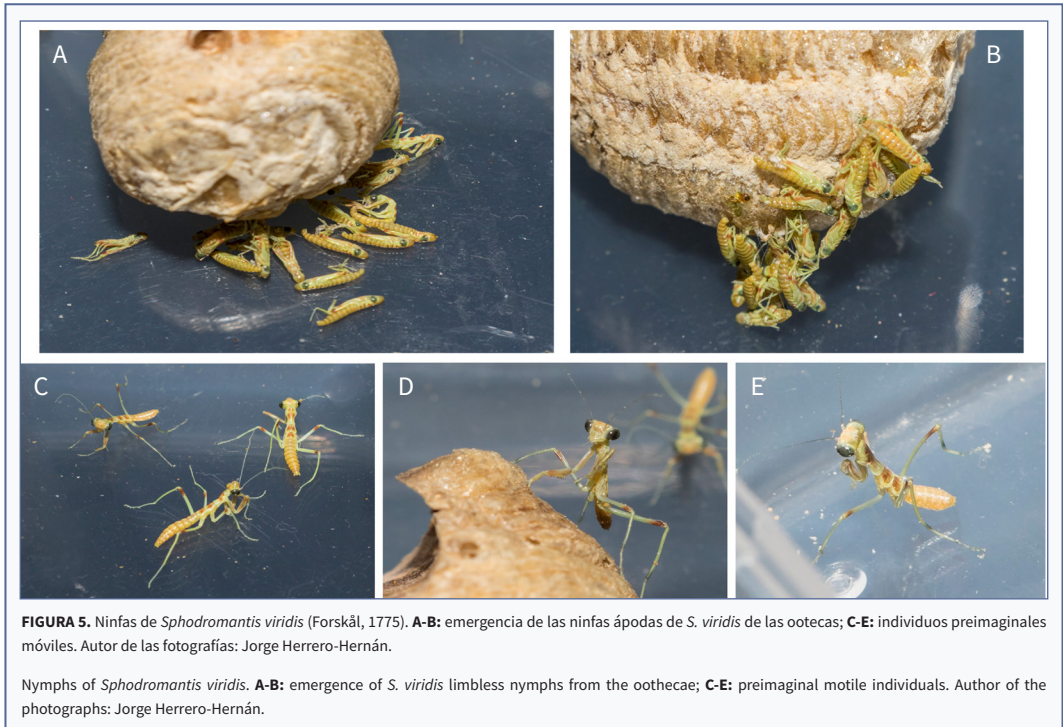 A
B
C
D
E
FIGURA 5. Ninfas de Sphodromantis viridis (Forskål, 1775). A-B: emergencia de las ninfas ápodas de S. viridis de las ootecas; C-E: individuos preimaginales
móviles. Autor de las fotografías: Jorge Herrero-Hernán.
Nymphs of Sphodromantis viridis. A-B: emergence of S. viridis limbless nymphs from the oothecae; C-E: preimaginal motile individuals. Author of the
photographs: Jorge Herrero-Hernán.